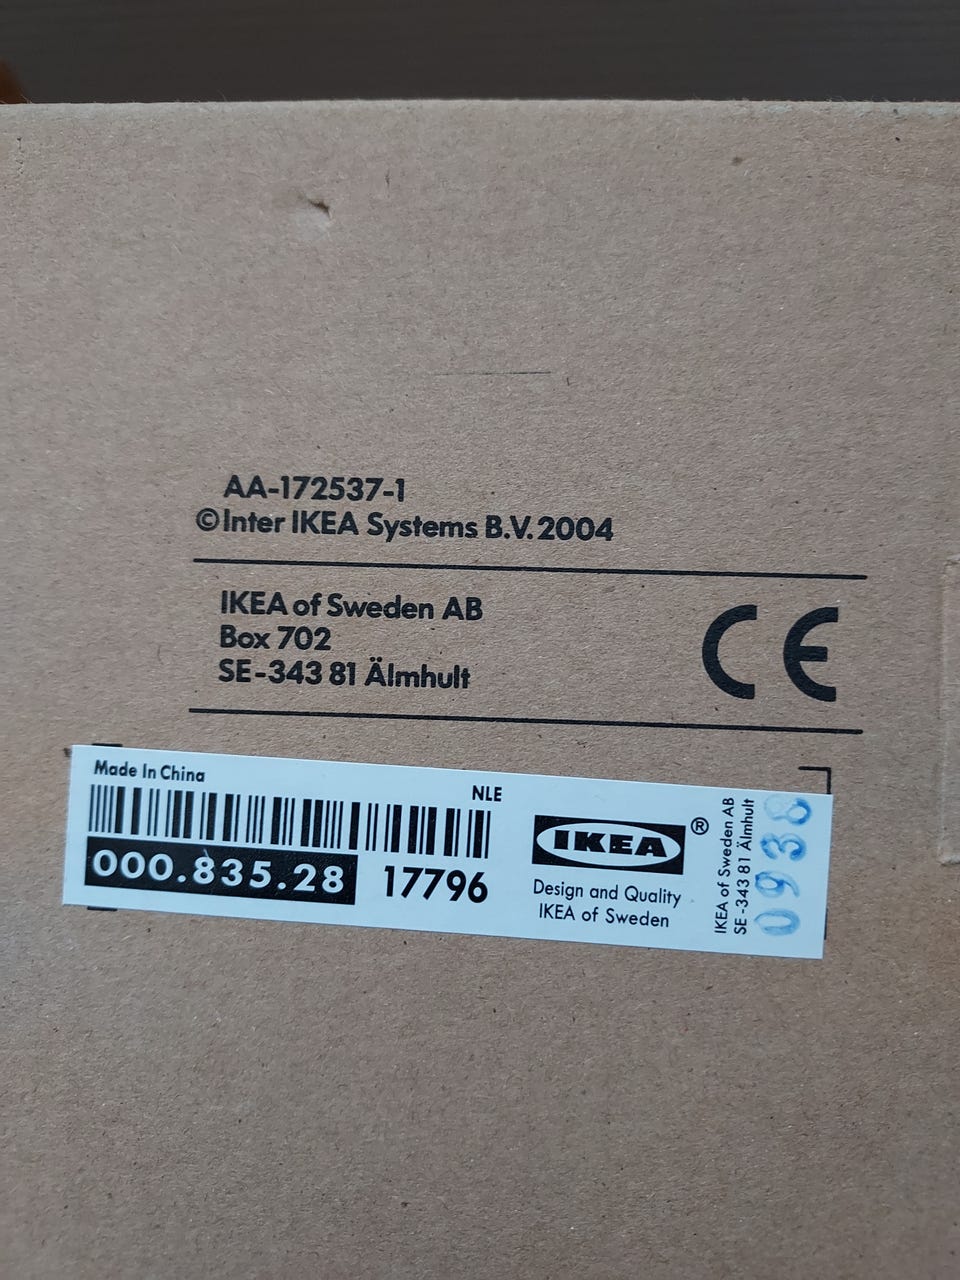 AA-172537-1
©Inter IKEA Systems B.V. 2004
IKEA of Sweden AB
Box 702
SE-343 81 Älmhult
CE
Made In China
NLE
000.835.28
17796
IKEA®
Design and Quality
IKEA of Sweden
IKEA of Sweden AB
SE-343 81 Älmhult
0938